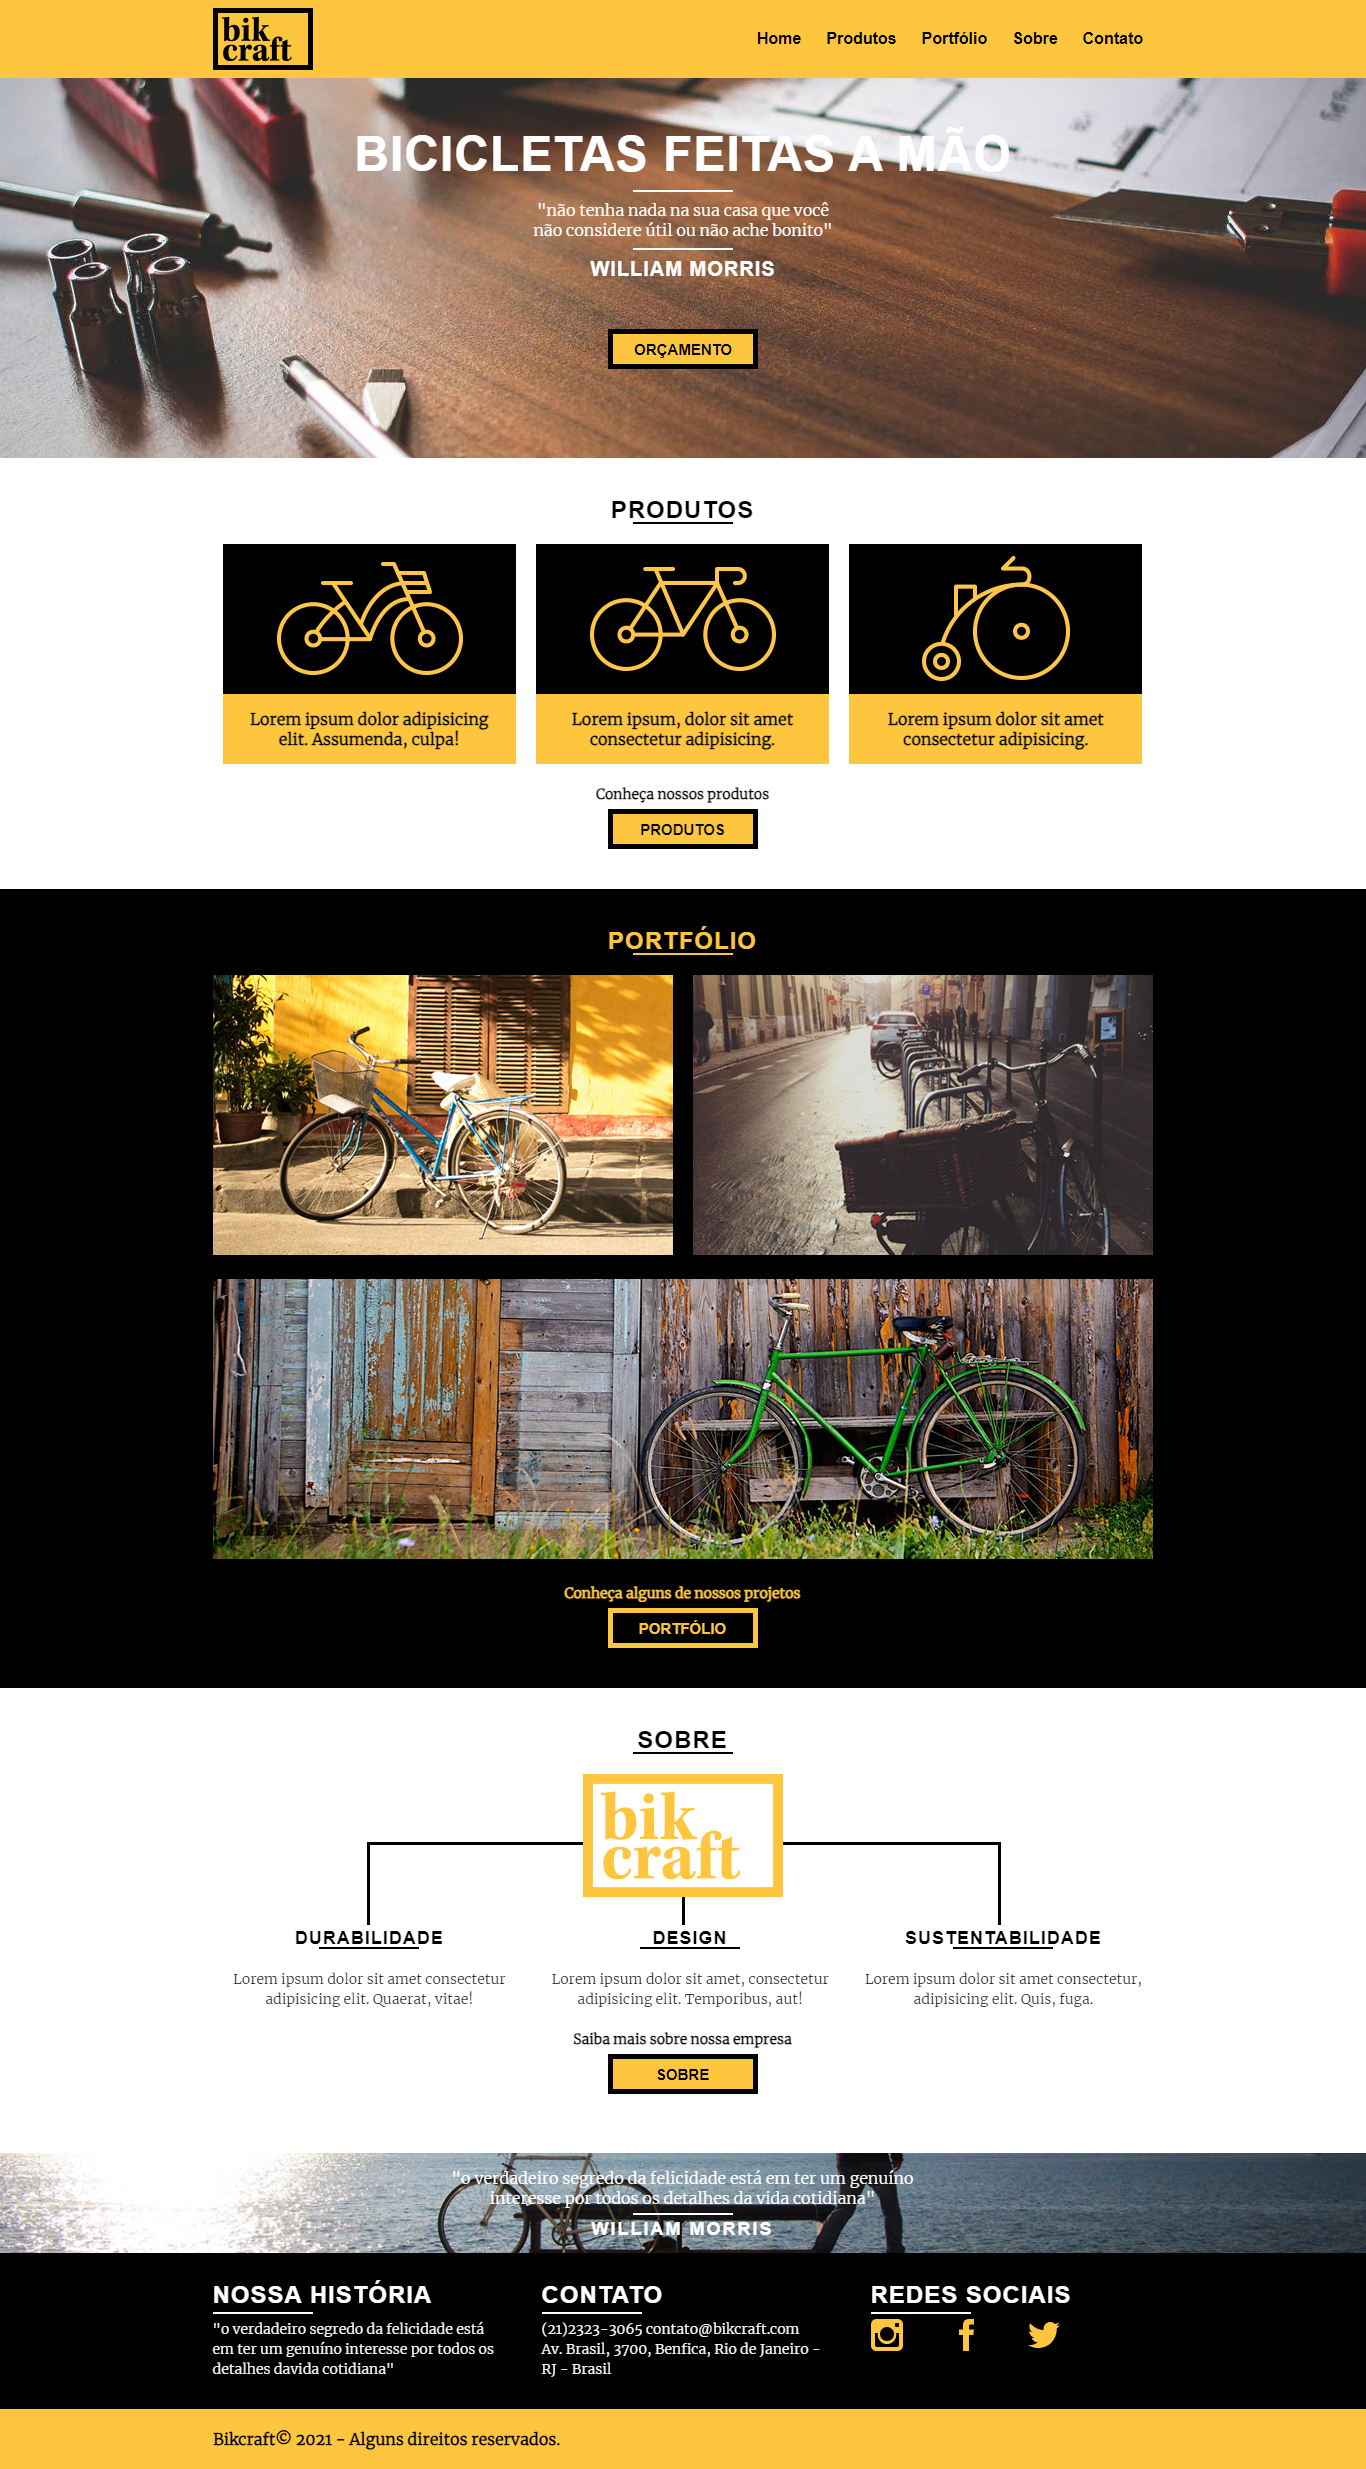 bik
craft
Home Produtos Portfólio Sobre Contato
BICICLETAS FEITAS A MÃO
"não tenha nada na sua casa que você
não considere útil ou não ache bonito"
WILLIAM MORRIS
ORÇAMENTO
PRODUTOS
Lorem ipsum dolor adipisicing
elit. Assumenda, culpa!
Lorem ipsum, dolor sit amet
consectetur adipisicing.
Lorem ipsum dolor sit amet
consectetur adipisicing.
Conheça nossos produtos
PRODUTOS
PORTFÓLIO
Conheça alguns de nossos projetos
PORTFÓLIO
SOBRE
bik
craft
DURABILIDADE
Lorem ipsum dolor sit amet consectetur
adipisicing elit. Quaerat, vitae!
DESIGN
Lorem ipsum dolor sit amet, consectetur
adipisicing elit. Temporibus, aut!
SUSTENTABILIDADE
Lorem ipsum dolor sit amet consectetur,
adipisicing elit. Quis, fuga.
Saiba mais sobre nossa empresa
SOBRE
"o verdadeiro segredo da felicidade está em ter um genuíno
interesse por todos os detalhes da vida cotidiana"
WILLIAM MORRIS
NOSSA HISTÓRIA
"o verdadeiro segredo da felicidade está
em ter um genuíno interesse por todos os
detalhes davida cotidiana"
CONTATO
(21)2323-3065 contato@bikcraft.com
Av. Brasil, 3700, Benfica, Rio de Janeiro -
RJ - Brasil
REDES SOCIAIS
Bikcraft© 2021 - Alguns direitos reservados.